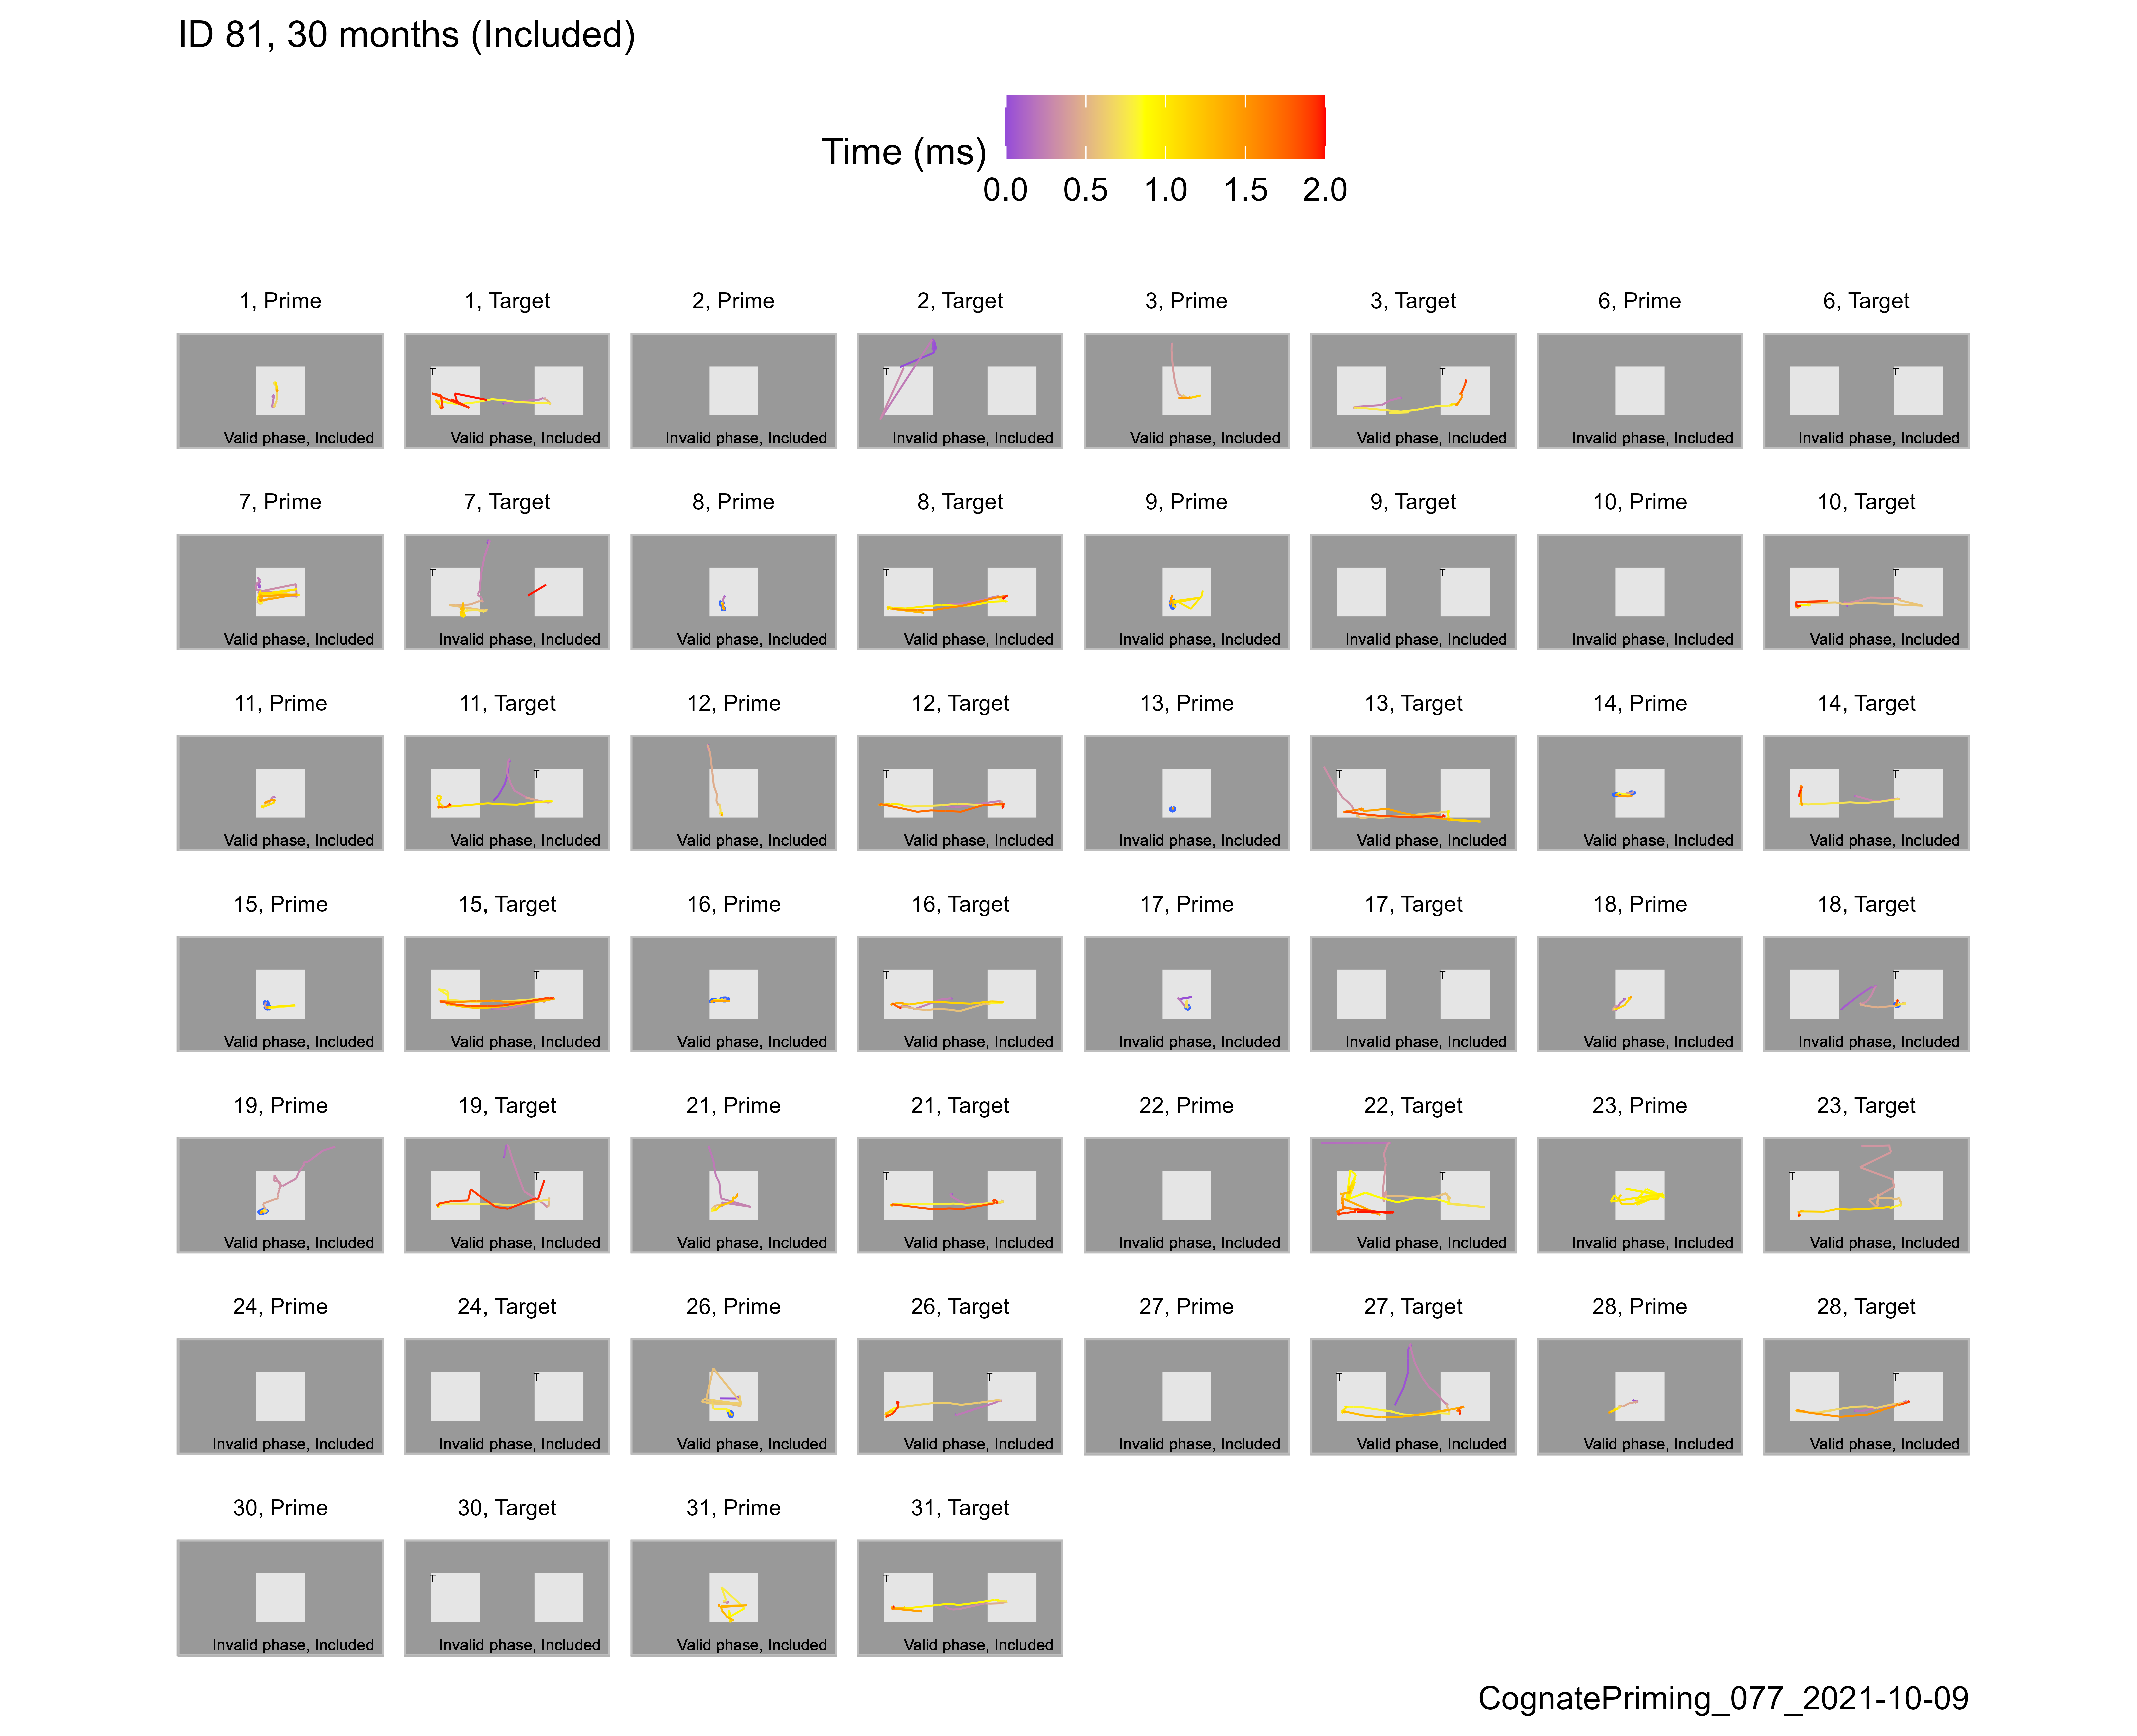 ID 81, 30 months (Included)
Time (ms)
0.0 0.5 1.0 1.5 2.0
1, Prime 1, Target 2, Prime 2, Target 3, Prime 3, Target 6, Prime 6, Target
T T T T
Valid phase, Included Valid phase, Included Invalid phase, Included Invalid phase, Included Valid phase, Included Valid phase, Included Invalid phase, Included Invalid phase, Included
7, Prime 7, Target 8, Prime 8, Target 9, Prime 9, Target 10, Prime 10, Target
T T T T
Valid phase, Included Invalid phase, Included Valid phase, Included Valid phase, Included Invalid phase, Included Invalid phase, Included Invalid phase, Included Valid phase, Included
11, Prime 11, Target 12, Prime 12, Target 13, Prime 13, Target 14, Prime 14, Target
T T T T
Valid phase, Included Valid phase, Included Valid phase, Included Valid phase, Included Invalid phase, Included Valid phase, Included Valid phase, Included Valid phase, Included
15, Prime 15, Target 16, Prime 16, Target 17, Prime 17, Target 18, Prime 18, Target
T T T T
Valid phase, Included Valid phase, Included Valid phase, Included Valid phase, Included Invalid phase, Included Invalid phase, Included Valid phase, Included Invalid phase, Included
19, Prime 19, Target 21, Prime 21, Target 22, Prime 22, Target 23, Prime 23, Target
T T T T
Valid phase, Included Valid phase, Included Valid phase, Included Valid phase, Included Invalid phase, Included Valid phase, Included Invalid phase, Included Valid phase, Included
24, Prime 24, Target 26, Prime 26, Target 27, Prime 27, Target 28, Prime 28, Target
T T T T
Invalid phase, Included Invalid phase, Included Valid phase, Included Valid phase, Included Invalid phase, Included Valid phase, Included Valid phase, Included Valid phase, Included
30, Prime 30, Target 31, Prime 31, Target
T T
Invalid phase, Included Invalid phase, Included Valid phase, Included Valid phase, Included
CognatePriming_077_2021-10-09